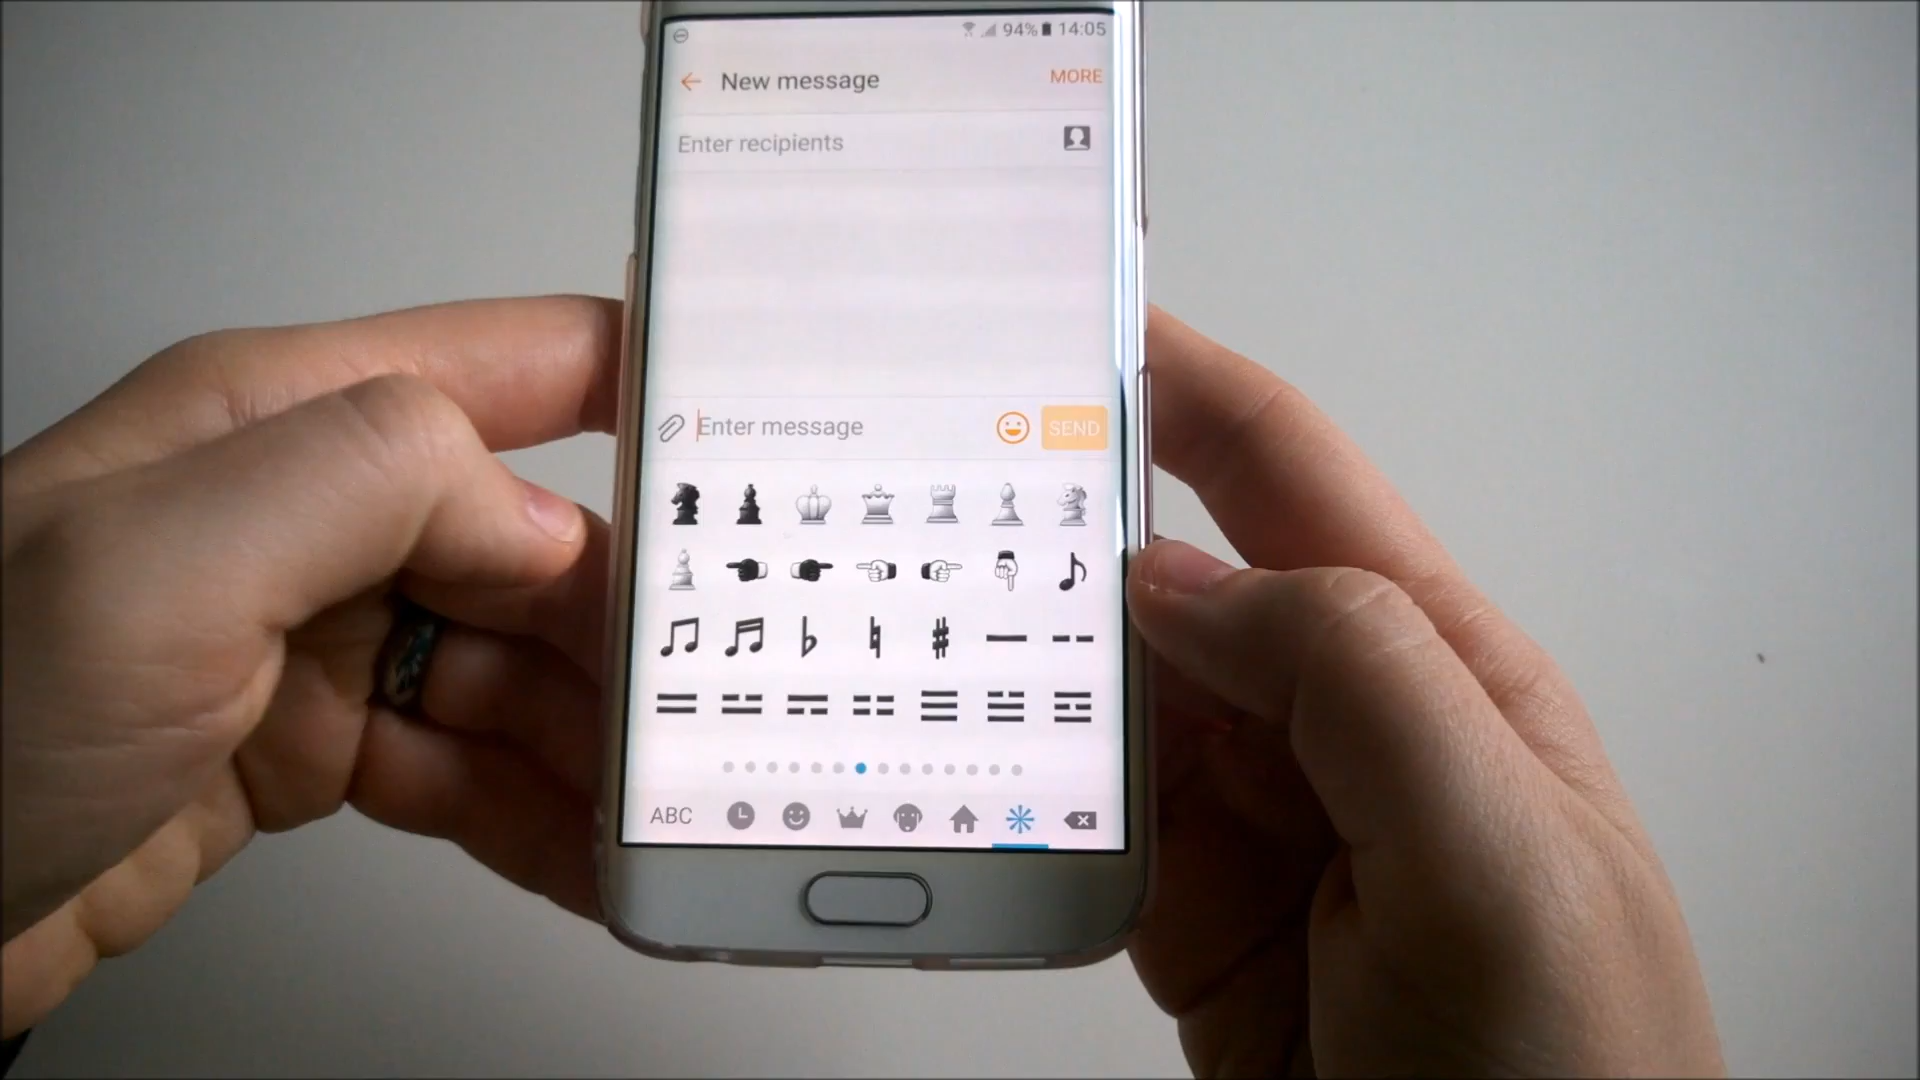 94% 14:05
New message MORE
Enter recipients
Enter message SEND
ABC